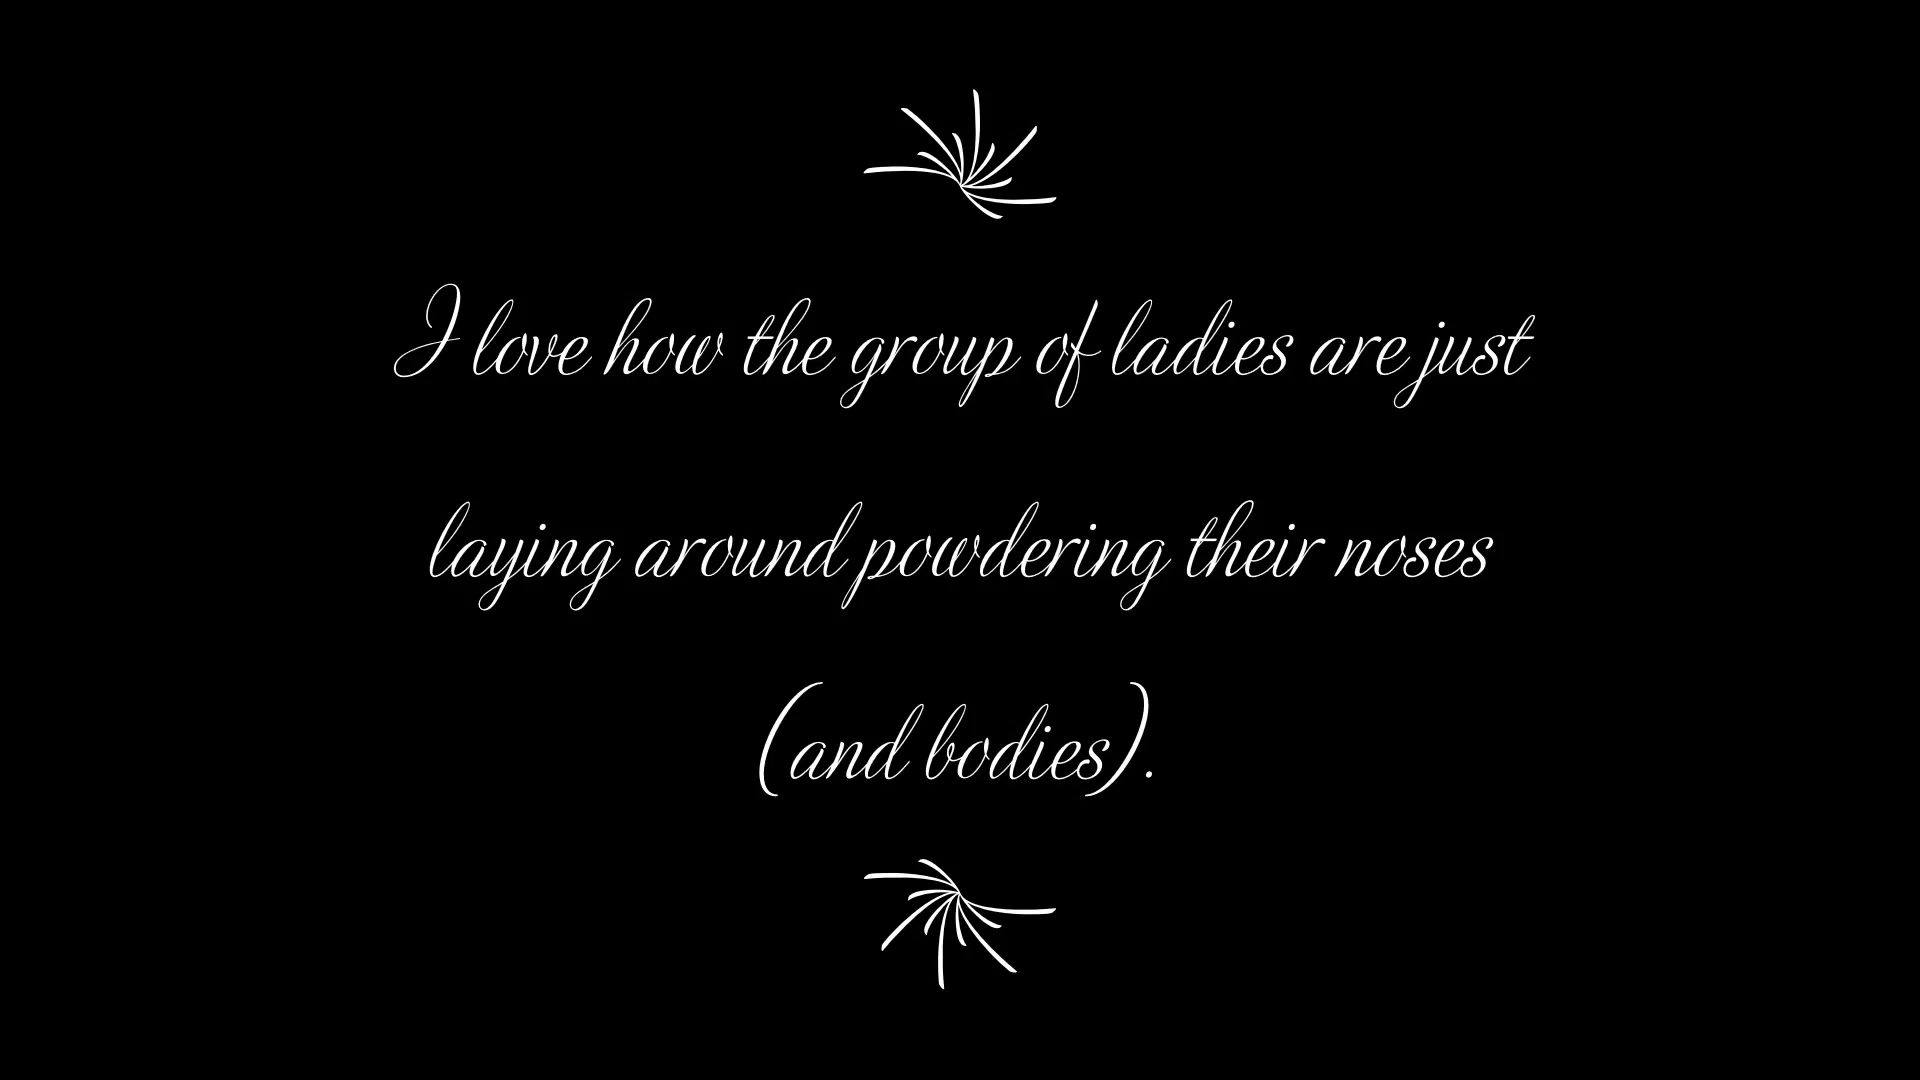 I love how the group of ladies are just
laying around powdering their noses
(and bodies).